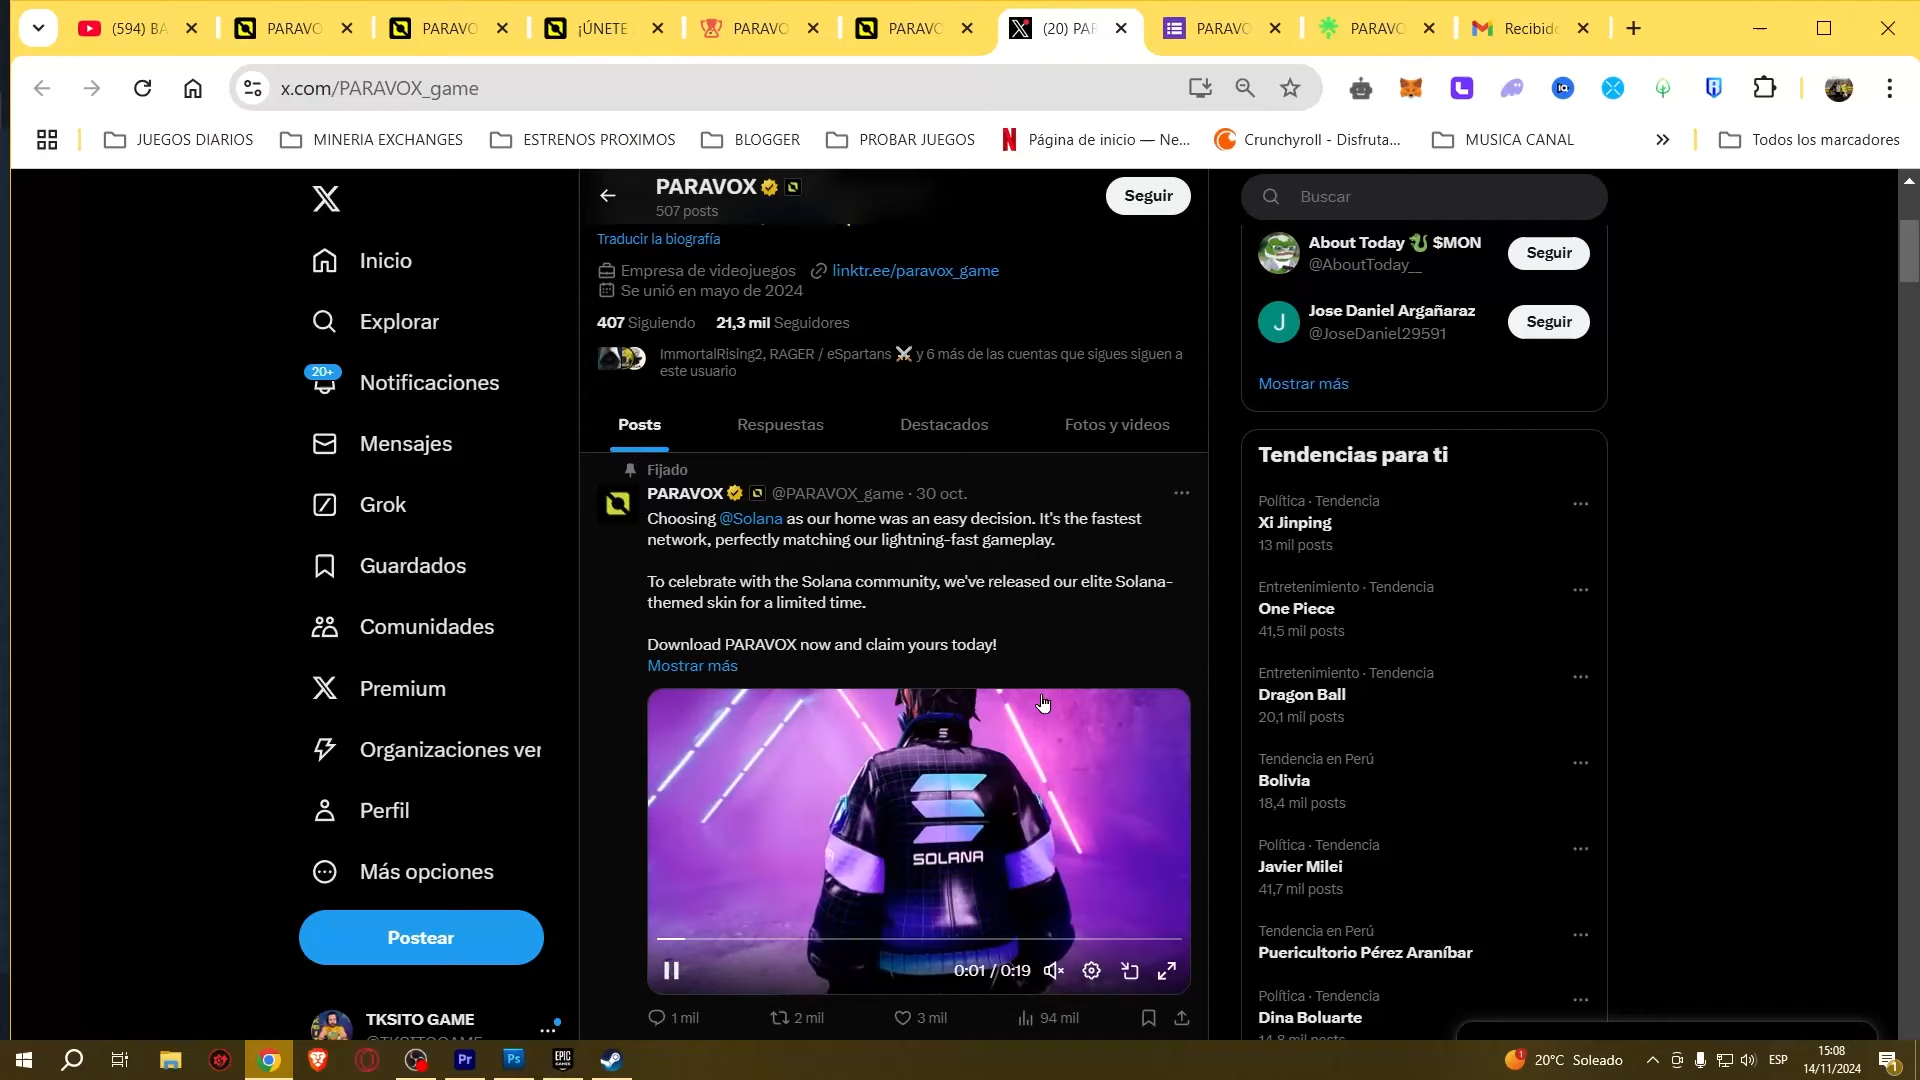 (594) BA
PARAVO
PARAVO
¡ÚNETE
PARAVO
PARAVO
(20) PAR
PARAVO
PARAVO
Recibido
x.com/PARAVOX_game
JUEGOS DIARIOS
MINERIA EXCHANGES
ESTRENOS PROXIMOS
BLOGGER
PROBAR JUEGOS
Página de inicio — Ne...
Crunchyroll - Disfruta...
MUSICA CANAL
Todos los marcadores
Inicio
Explorar
20+
Notificaciones
Mensajes
Grok
Guardados
Comunidades
Premium
Organizaciones ver
Perfil
Más opciones
Postear
TKSITO GAME
PARAVOX
507 posts
Seguir
Traducir la biografía
Empresa de videojuegos linktr.ee/paravox_game
Se unió en mayo de 2024
407 Siguiendo 21,3 mil Seguidores
ImmortalRising2, RAGER / eSpartans ⚔ y 6 más de las cuentas que sigues siguen a
este usuario
Posts Respuestas Destacados Fotos y videos
Fijado
PARAVOX @PARAVOX_game · 30 oct.
Choosing @Solana as our home was an easy decision. It's the fastest
network, perfectly matching our lightning-fast gameplay.
To celebrate with the Solana community, we've released our elite Solana-
themed skin for a limited time.
Download PARAVOX now and claim yours today!
Mostrar más
SOLANA
0:01 / 0:19
1 mil 2 mil 3 mil 94 mil
Buscar
About Today 🐉 $MON
@AboutToday__
Seguir
J
Jose Daniel Argañaraz
@JoseDaniel29591
Seguir
Mostrar más
Tendencias para ti
Política · Tendencia
Xi Jinping
13 mil posts
Entretenimiento · Tendencia
One Piece
41,5 mil posts
Entretenimiento · Tendencia
Dragon Ball
20,1 mil posts
Tendencia en Perú
Bolivia
18,4 mil posts
Política · Tendencia
Javier Milei
41,7 mil posts
Tendencia en Perú
Puericultorio Pérez Araníbar
Política · Tendencia
Dina Boluarte
Pr
Ps
EPIC
GAMES
1
20°C Soleado
ESP
15:08
14/11/2024
1